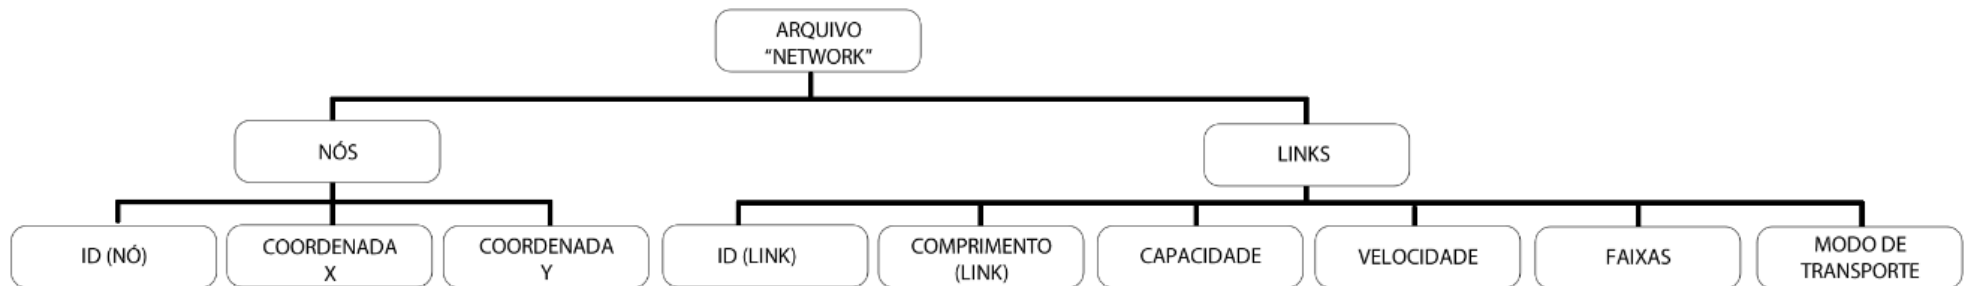 ARQUIVO
“NETWORK”
NÓS
LINKS
ID (NÓ)
COORDENADA
X
COORDENADA
Y
ID (LINK)
COMPRIMENTO
(LINK)
CAPACIDADE
VELOCIDADE
FAIXAS
MODO DE
TRANSPORTE